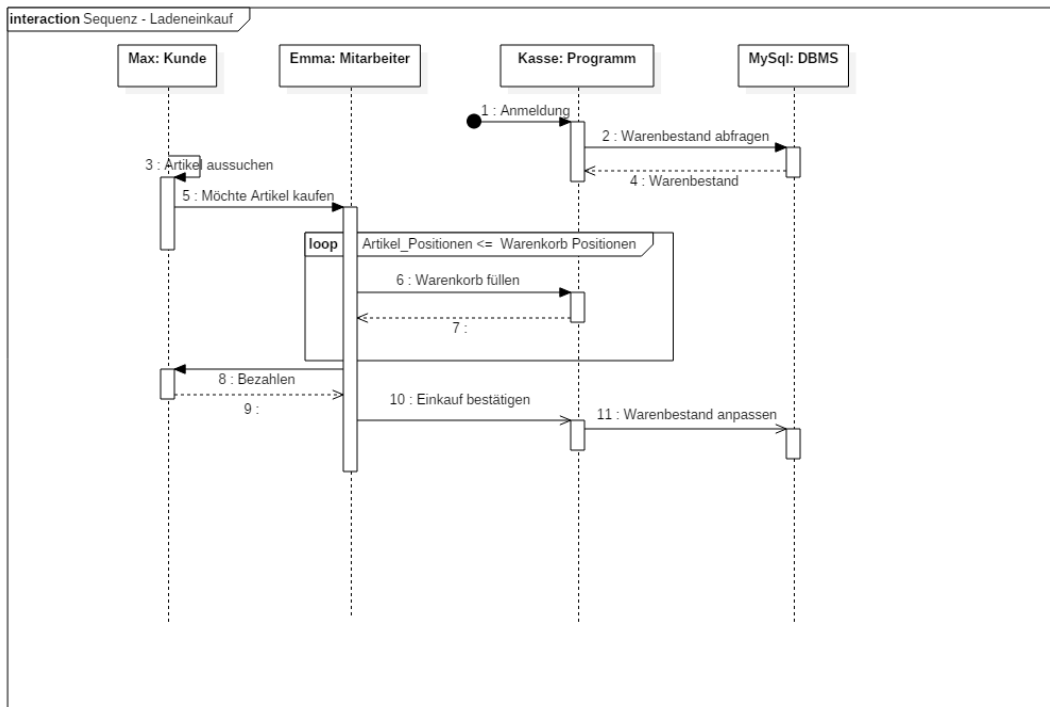 interaction Sequenz - Ladeneinkauf
Max: Kunde
Emma: Mitarbeiter
Kasse: Programm
MySql: DBMS
1 : Anmeldung
2 : Warenbestand abfragen
3 : Artikel aussuchen
4 : Warenbestand
5 : Möchte Artikel kaufen
loop Artikel_Positionen <= Warenkorb Positionen
6 : Warenkorb füllen
7 :
8 : Bezahlen
9 :
10 : Einkauf bestätigen
11 : Warenbestand anpassen